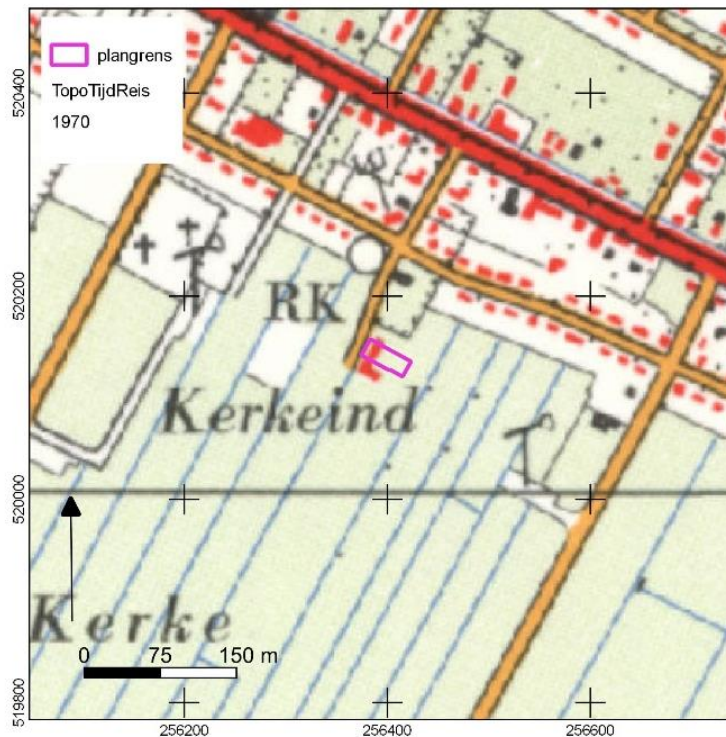 plangrens
TopoTijdReis
1970
520400
520200
RK
Kerkeind
520000
Kerke
0 75 150 m
519800
256200 256400 256600